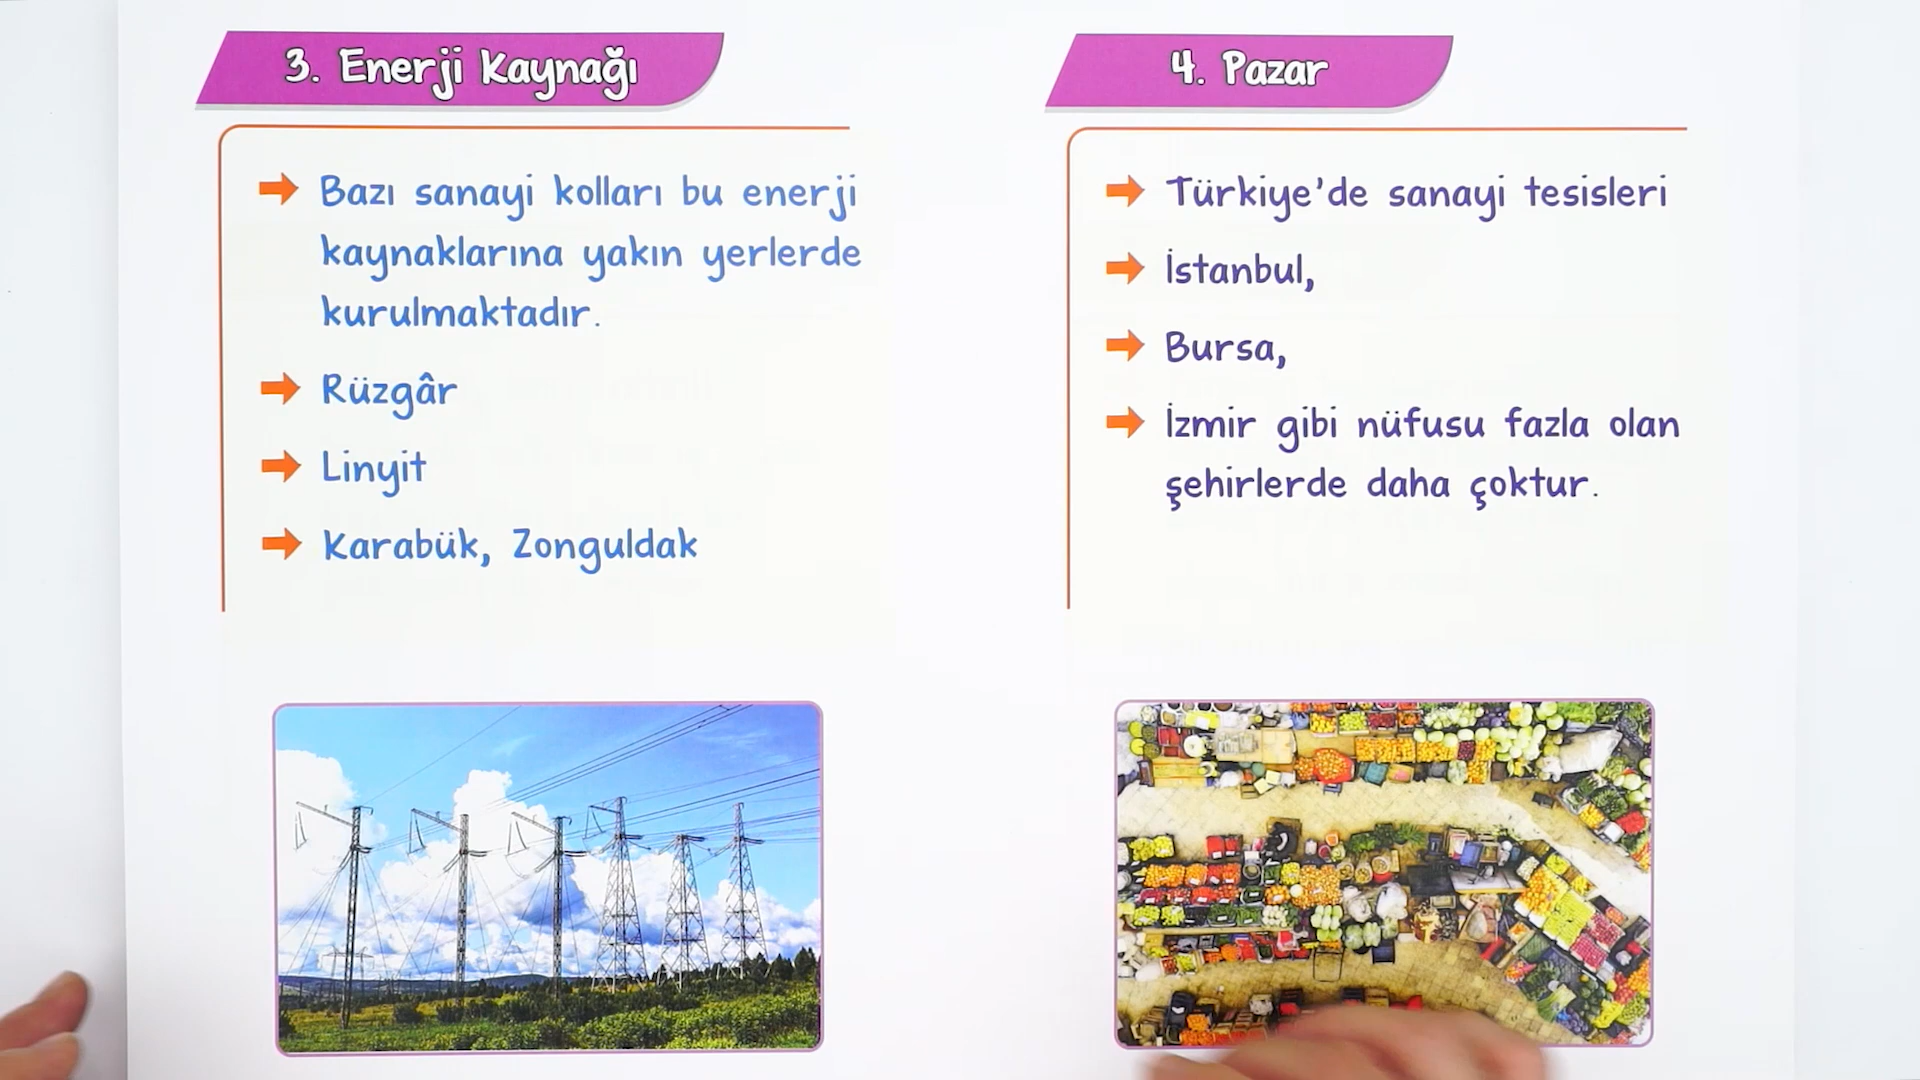 3. Enerji Kaynağı
Bazı sanayi kolları bu enerji
kaynaklarına yakın yerlerde
kurulmaktadır.
Rüzgâr
Linyit
Karabük, Zonguldak
4. Pazar
Türkiye'de sanayi tesisleri
İstanbul,
Bursa,
İzmir gibi nüfusu fazla olan
şehirlerde daha çoktur.